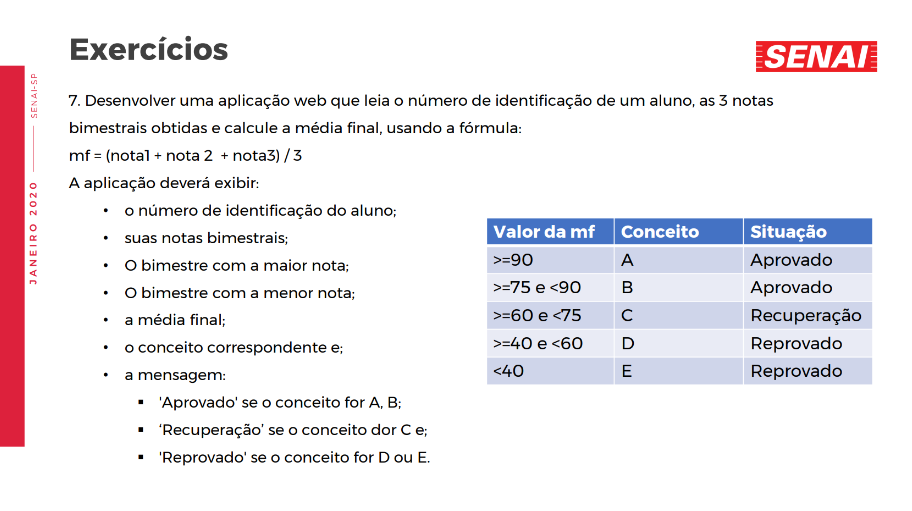 Exercícios
SENAI
SENAI-SP
JANEIRO 2020
7. Desenvolver uma aplicação web que leia o número de identificação de um aluno, as 3 notas
bimestrais obtidas e calcule a média final, usando a fórmula:
mf = (nota1 + nota 2 + nota3) / 3
A aplicação deverá exibir:
• o número de identificação do aluno;
• suas notas bimestrais;
• O bimestre com a maior nota;
• O bimestre com a menor nota;
• a média final;
• o conceito correspondente e;
• a mensagem:
▪ 'Aprovado' se o conceito for A, B;
▪ ‘Recuperação’ se o conceito dor C e;
▪ 'Reprovado' se o conceito for D ou E.
Valor da mf Conceito Situação
>=90 A Aprovado
>=75 e <90 B Aprovado
>=60 e <75 C Recuperação
>=40 e <60 D Reprovado
<40 E Reprovado